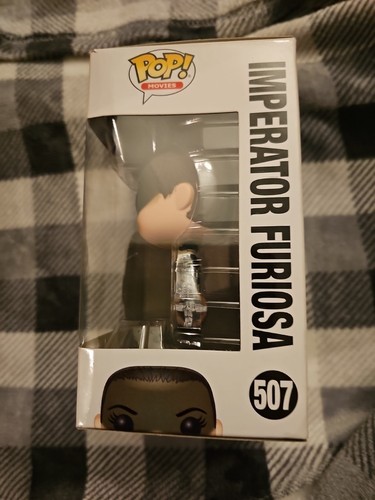 POP!
MOVIES
IMPERATOR FURIOSA
507